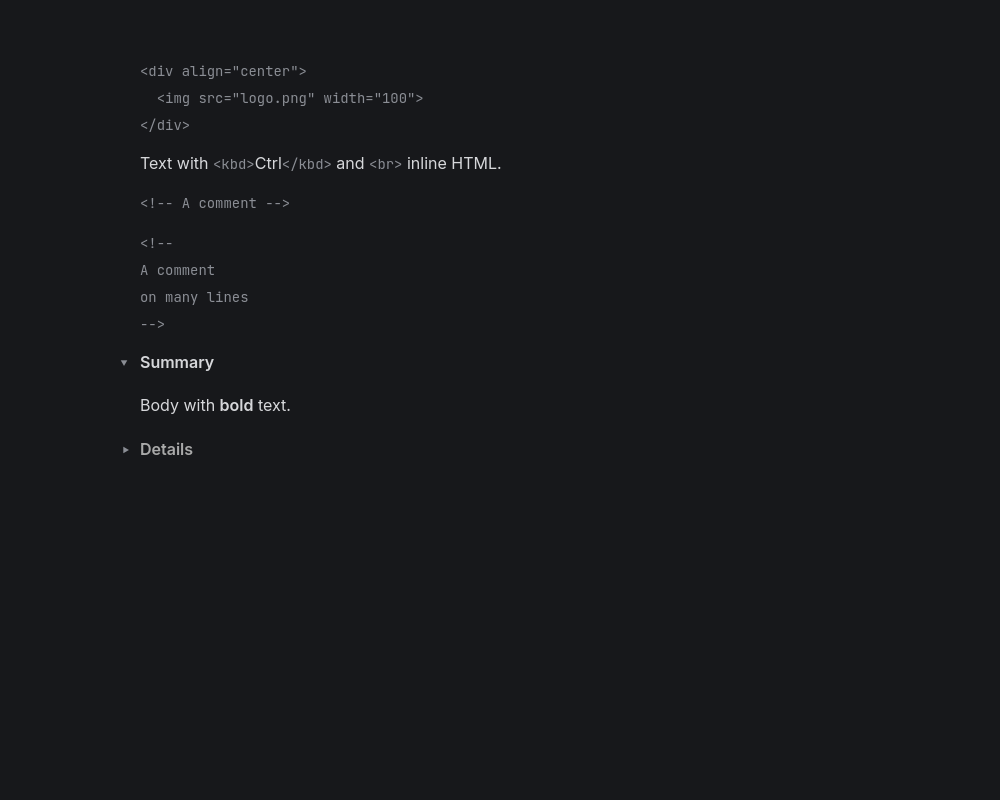 <div align="center">
  <img src="logo.png" width="100">
</div>
Text with <kbd>Ctrl</kbd> and <br> inline HTML.
<!-- A comment -->
<!--
A comment
on many lines
-->
Summary
Body with bold text.
Details